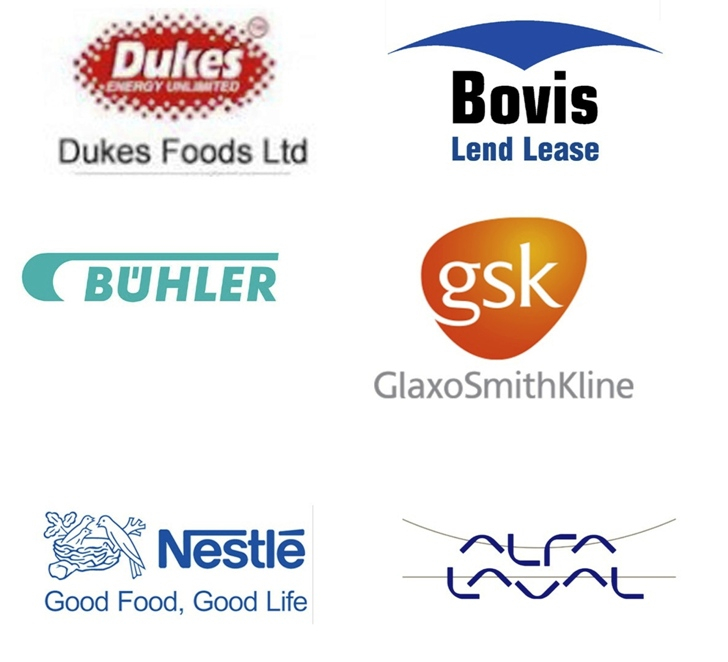 Dukes
ENERGY UNLIMITED
Dukes Foods Ltd
Bovis
Lend Lease
BÜHLER
gsk
GlaxoSmithKline
Nestlé
Good Food, Good Life
ALFA
LAVAL